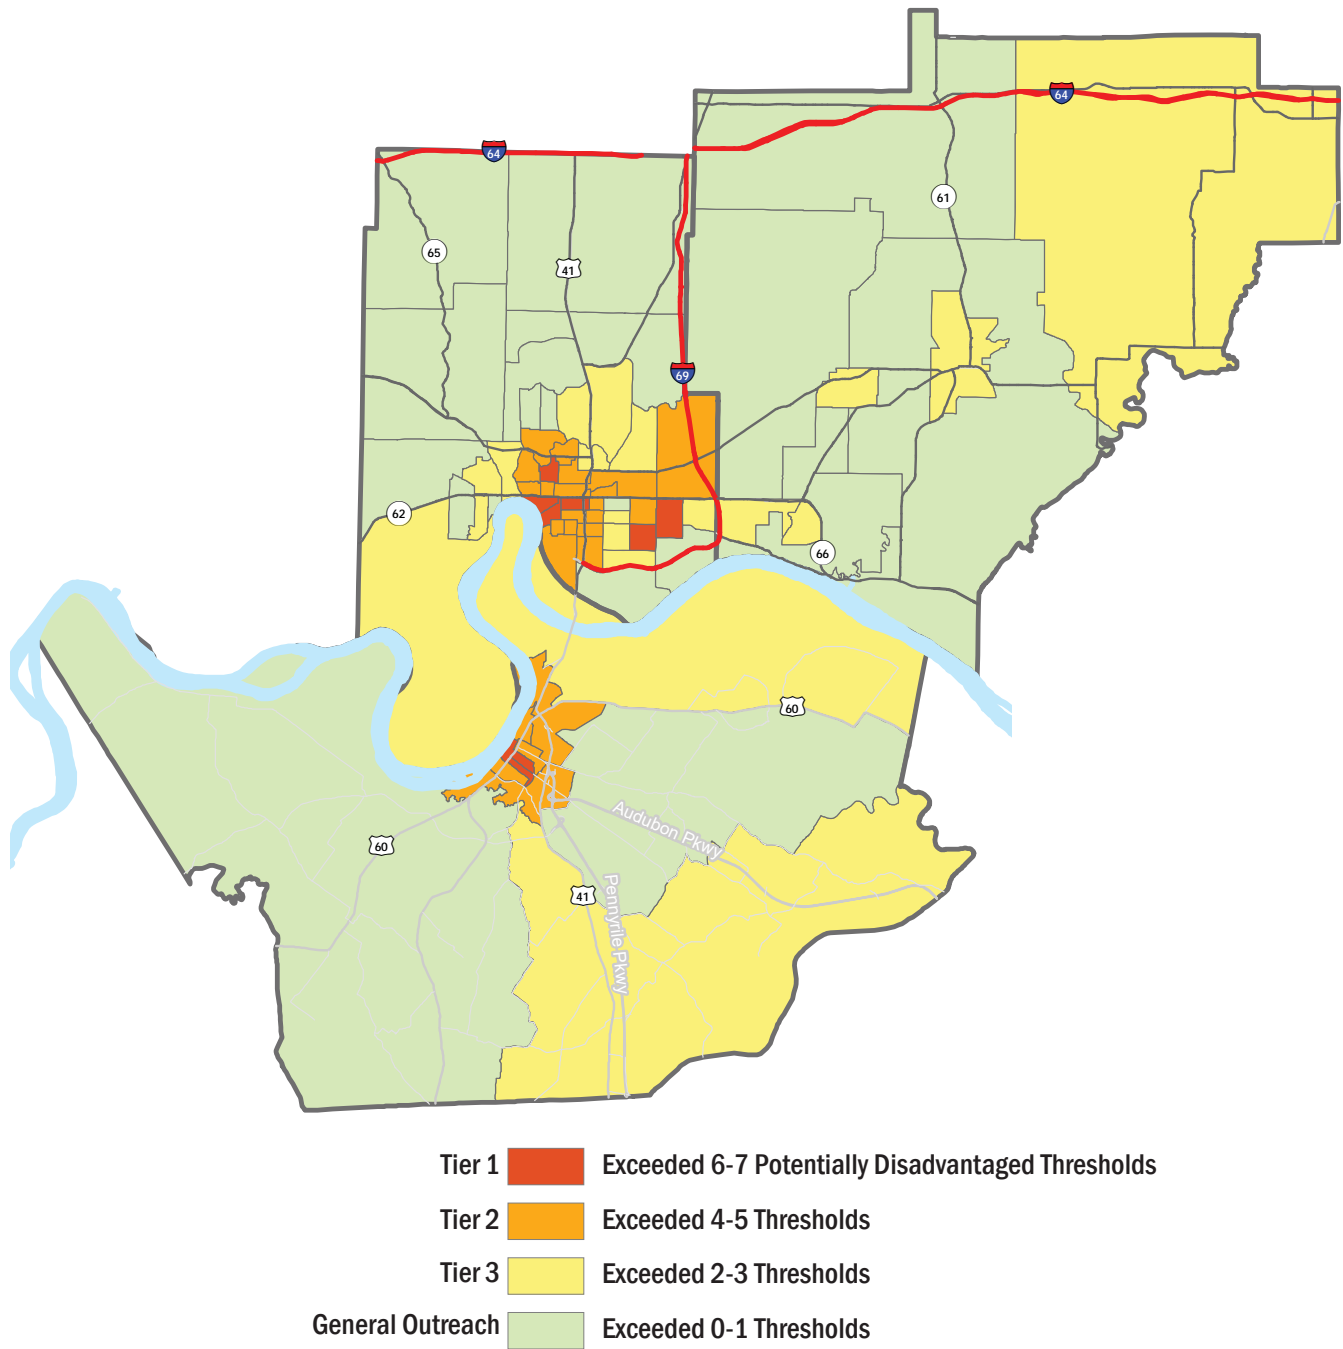 64
64
61
65
41
69
62
66
60
Audubon Pkwy
60
41
Pennyrile Pkwy
Tier 1 Exceeded 6-7 Potentially Disadvantaged Thresholds
Tier 2 Exceeded 4-5 Thresholds
Tier 3 Exceeded 2-3 Thresholds
General Outreach Exceeded 0-1 Thresholds